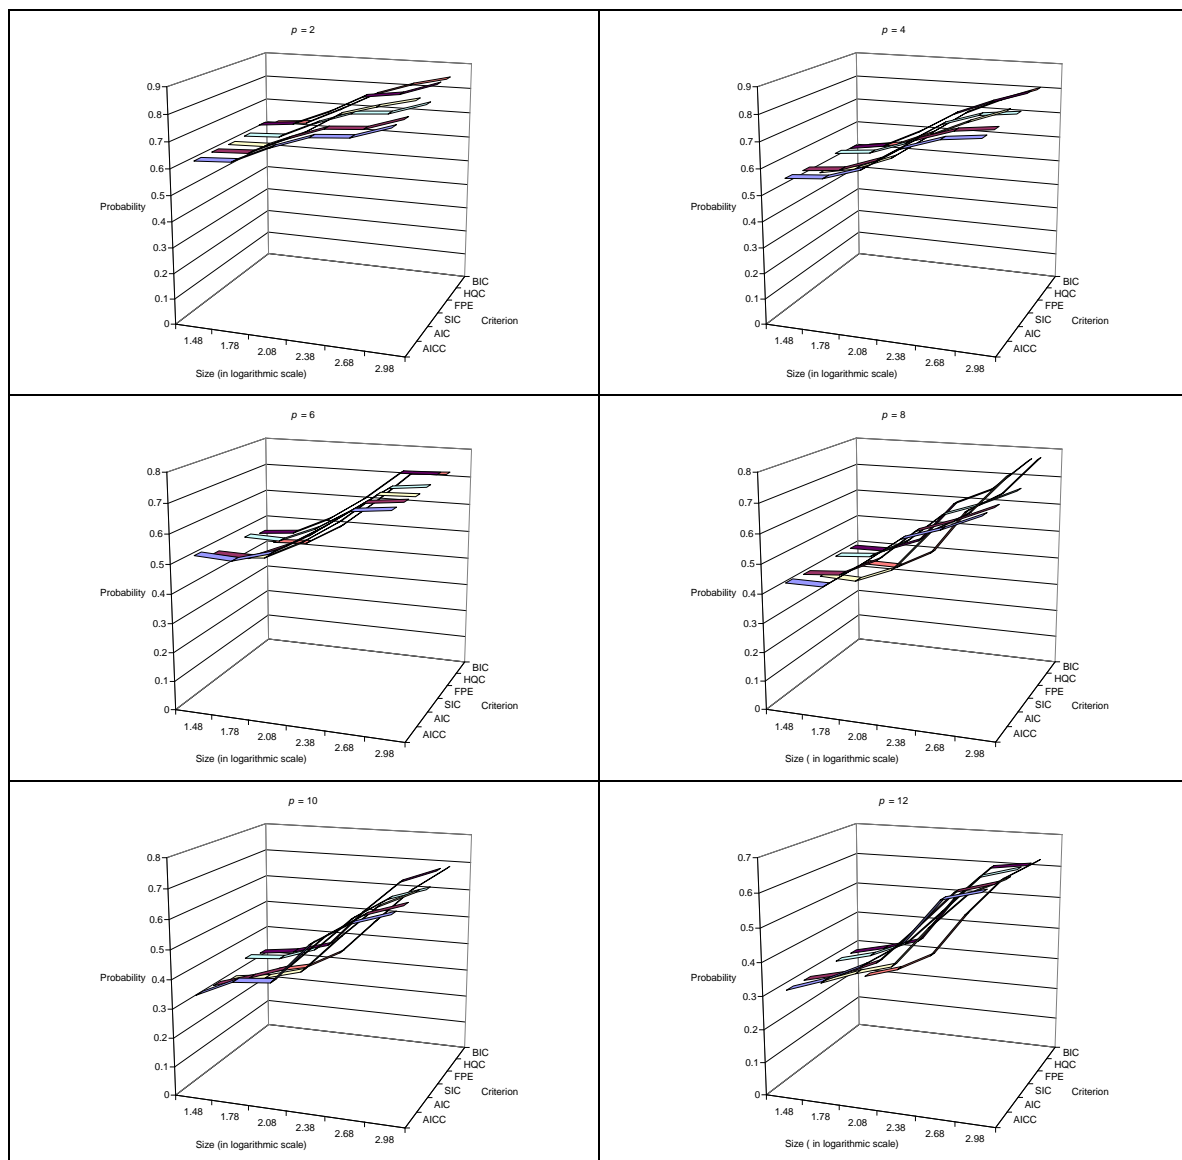 p = 2
0.9
0.8
0.7
0.6
0.5
0.4
0.3
0.2
0.1
0
Probability
1.48
1.78
2.08
2.38
2.68
2.98
Size (in logarithmic scale)
BIC
HQC
FPE
SIC
AIC
AICC
Criterion
p = 4
0.9
0.8
0.7
0.6
0.5
0.4
0.3
0.2
0.1
0
Probability
1.48
1.78
2.08
2.38
2.68
2.98
Size (in logarithmic scale)
BIC
HQC
FPE
SIC
AIC
AICC
Criterion
p = 6
0.8
0.7
0.6
0.5
0.4
0.3
0.2
0.1
0
Probability
1.48
1.78
2.08
2.38
2.68
2.98
Size (in logarithmic scale)
BIC
HQC
FPE
SIC
AIC
AICC
Criterion
p = 8
0.8
0.7
0.6
0.5
0.4
0.3
0.2
0.1
0
Probability
1.48
1.78
2.08
2.38
2.68
2.98
Size ( in logarithmic scale)
BIC
HQC
FPE
SIC
AIC
AICC
Criterion
p = 10
0.8
0.7
0.6
0.5
0.4
0.3
0.2
0.1
0
Probability
1.48
1.78
2.08
2.38
2.68
2.98
Size (in logarithmic scale)
BIC
HQC
FPE
SIC
AIC
AICC
Criterion
p = 12
0.7
0.6
0.5
0.4
0.3
0.2
0.1
0
Probability
1.48
1.78
2.08
2.38
2.68
2.98
Size ( in logarithmic scale)
BIC
HQC
FPE
SIC
AIC
AICC
Criterion